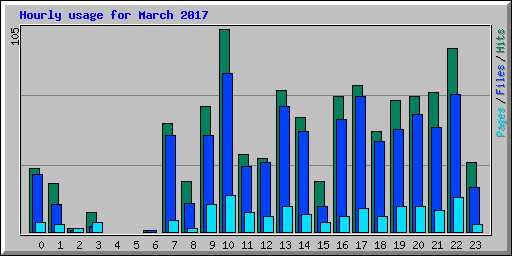 Hourly usage for March 2017
105
Pages/Files/Hits
0 1 2 3 4 5 6 7 8 9 10 11 12 13 14 15 16 17 18 19 20 21 22 23